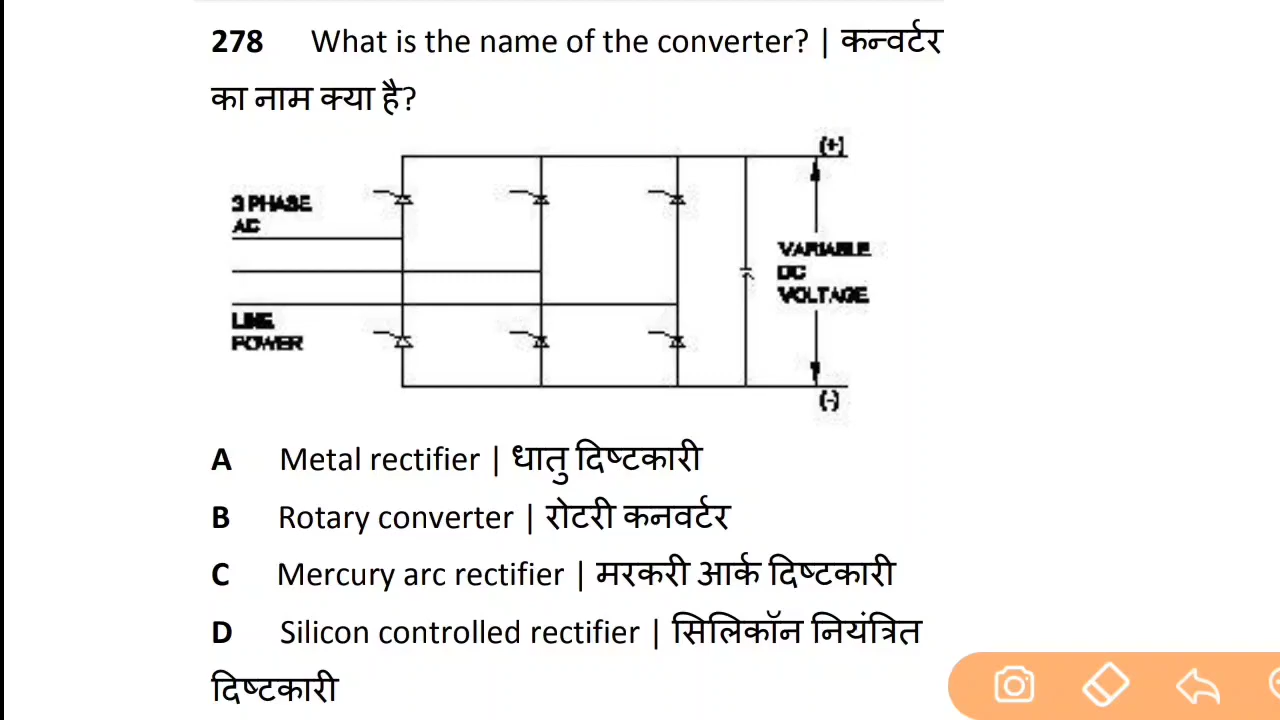 278 What is the name of the converter? | कन्वर्टर
का नाम क्या है?
(+)
3 PHASE
AC
VARIABLE
DC
VOLTAGE
LINE
POWER
(-)
A Metal rectifier | धातु दिष्टकारी
B Rotary converter | रोटरी कनवर्टर
C Mercury arc rectifier | मरकरी आर्क दिष्टकारी
D Silicon controlled rectifier | सिलिकॉन नियंत्रित
दिष्टकारी